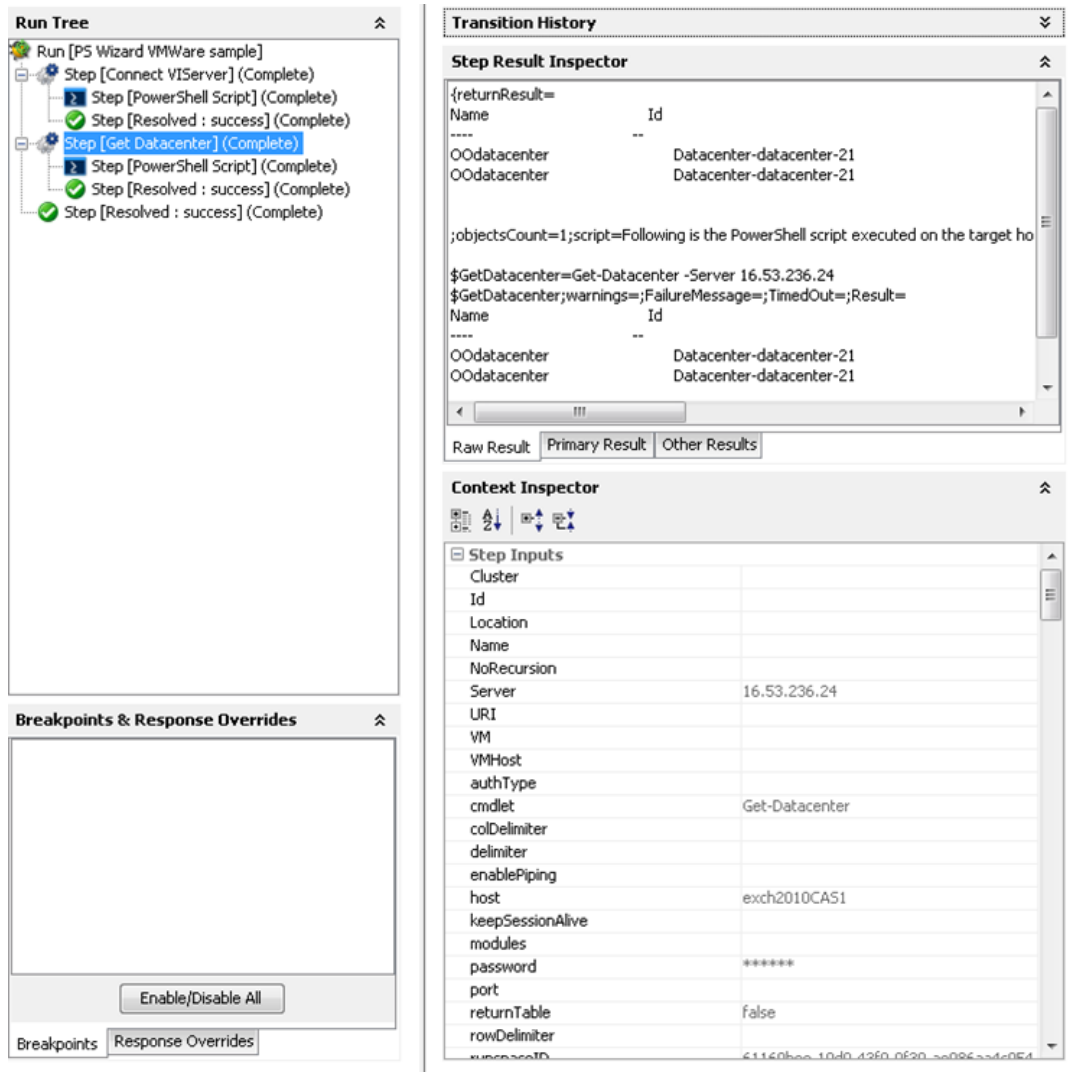 Run Tree
Run [PS Wizard VMWare sample]
Step [Connect VIServer] (Complete)
Step [PowerShell Script] (Complete)
Step [Resolved : success] (Complete)
Step [Get Datacenter] (Complete)
Step [PowerShell Script] (Complete)
Step [Resolved : success] (Complete)
Step [Resolved : success] (Complete)
Breakpoints & Response Overrides
Enable/Disable All
Breakpoints Response Overrides
Transition History
Step Result Inspector
{returnResult=
Name Id
---- --
OOdatacenter Datacenter-datacenter-21
OOdatacenter Datacenter-datacenter-21
;objectsCount=1;script=Following is the PowerShell script executed on the target ho
$GetDatacenter=Get-Datacenter -Server 16.53.236.24
$GetDatacenter;warnings=;FailureMessage=;TimedOut=;Result=
Name Id
---- --
OOdatacenter Datacenter-datacenter-21
OOdatacenter Datacenter-datacenter-21
Raw Result Primary Result Other Results
Context Inspector
Step Inputs
Cluster
Id
Location
Name
NoRecursion
Server 16.53.236.24
URI
VM
VMHost
authType
cmdlet Get-Datacenter
colDelimiter
delimiter
enablePiping
host exch2010CAS1
keepSessionAlive
modules
password ******
port
returnTable false
rowDelimiter
runspaceID